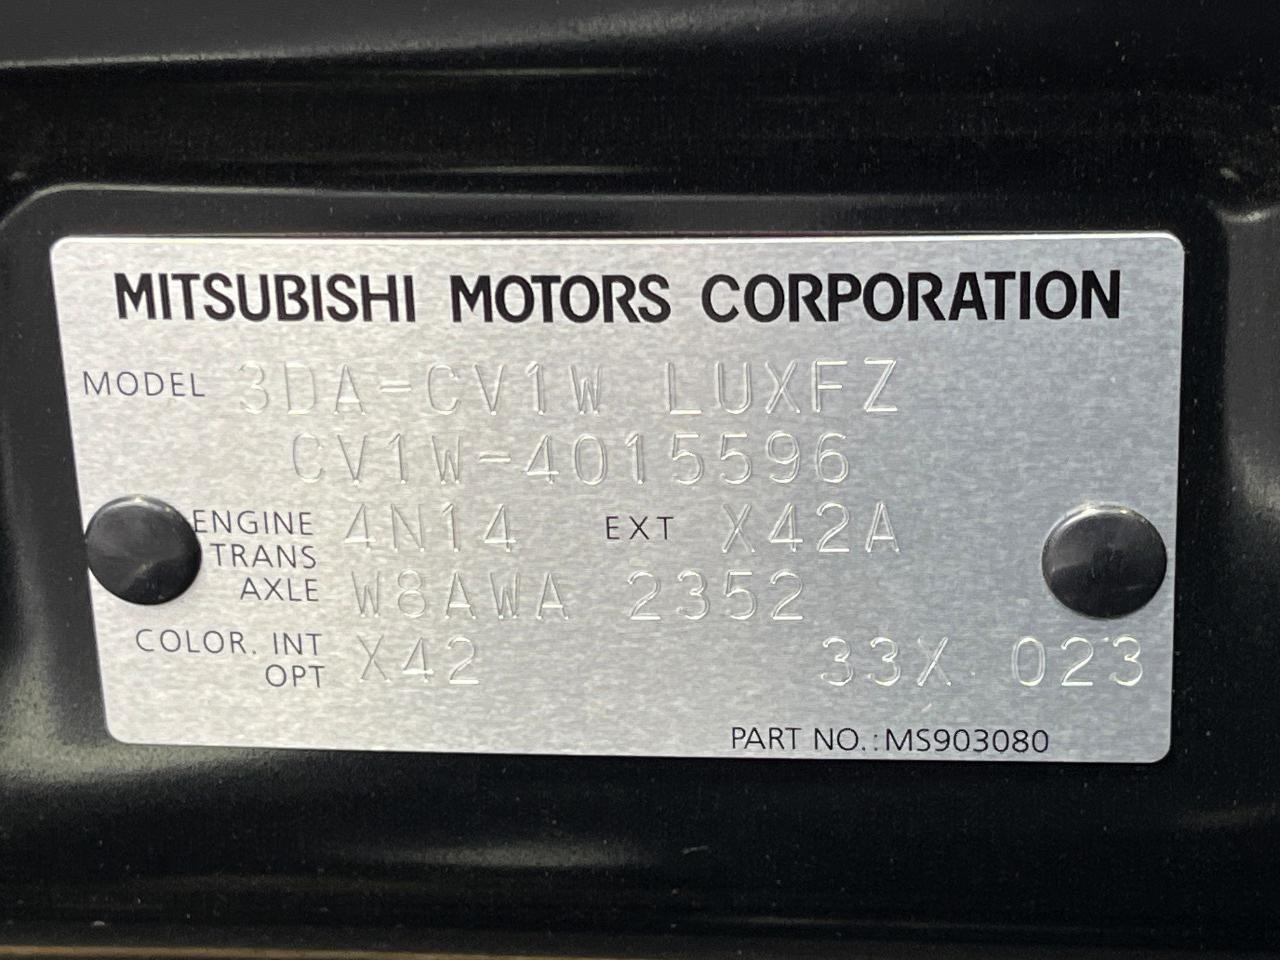 MITSUBISHI MOTORS CORPORATION
MODEL 3DA-CV1W LUXFZ
CV1W-4015596
ENGINE 4N14 EXT X42A
TRANS
AXLE W8AWA 2352
COLOR. INT X42 33X 023
OPT
PART NO.:MS903080